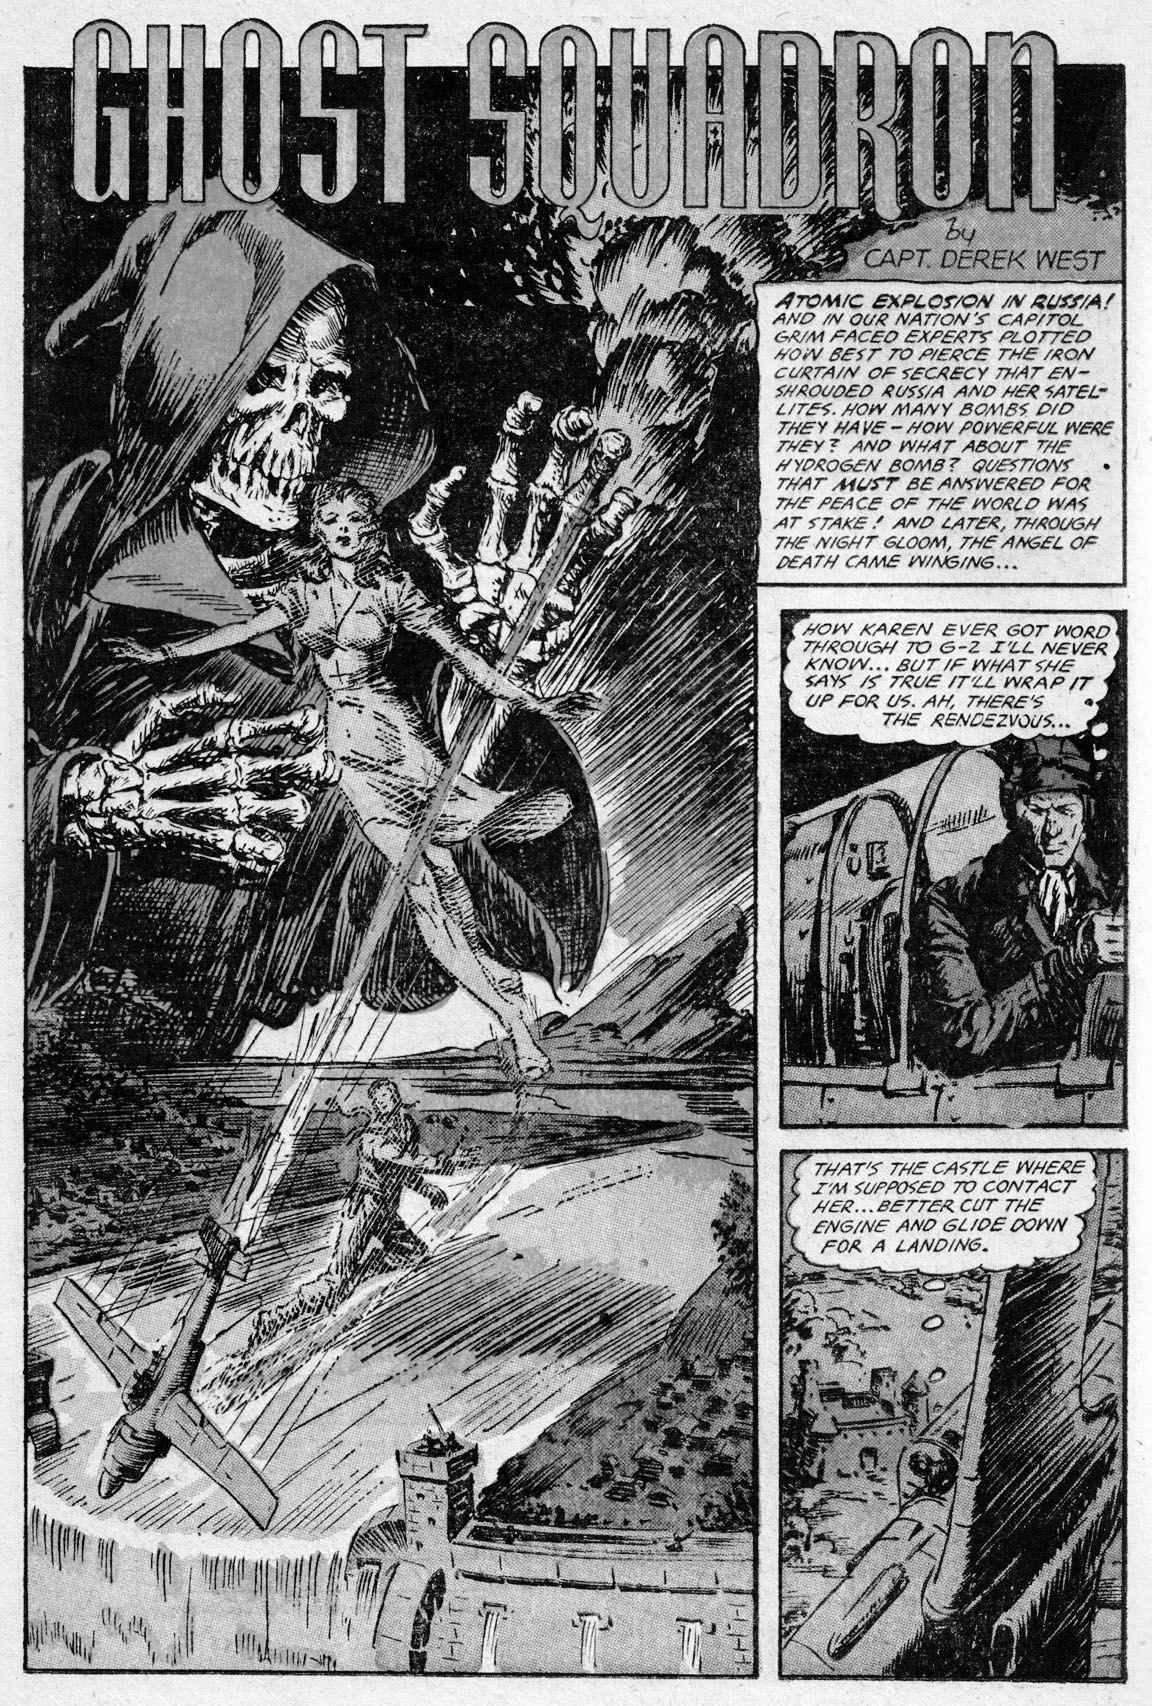 GHOST SQUADRON
by
CAPT. DEREK WEST
ATOMIC EXPLOSION IN RUSSIA!
AND IN OUR NATION'S CAPITOL
GRIM FACED EXPERTS PLOTTED
HOW BEST TO PIERCE THE IRON
CURTAIN OF SECRECY THAT EN-
SHROUDED RUSSIA AND HER SATEL-
LITES. HOW MANY BOMBS DID
THEY HAVE - HOW POWERFUL WERE
THEY? AND WHAT ABOUT THE
HYDROGEN BOMB? QUESTIONS
THAT MUST BE ANSWERED FOR
THE PEACE OF THE WORLD WAS
AT STAKE! AND LATER, THROUGH
THE NIGHT GLOOM, THE ANGEL OF
DEATH CAME WINGING...
HOW KAREN EVER GOT WORD
THROUGH TO G-2 I'LL NEVER
KNOW... BUT IF WHAT SHE
SAYS IS TRUE IT'LL WRAP IT
UP FOR US. AH, THERE'S
THE RENDEZVOUS...
THAT'S THE CASTLE WHERE
I'M SUPPOSED TO CONTACT
HER... BETTER CUT THE
ENGINE AND GLIDE DOWN
FOR A LANDING.